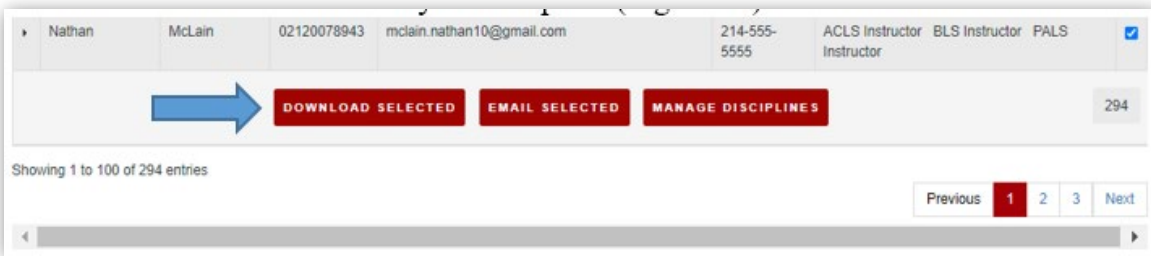 Nathan McLain 02120078943 mclain.nathan10@gmail.com 214-555- ACLS Instructor BLS Instructor PALS
5555 Instructor
DOWNLOAD SELECTED EMAIL SELECTED MANAGE DISCIPLINES 294
Showing 1 to 100 of 294 entries
Previous 1 2 3 Next